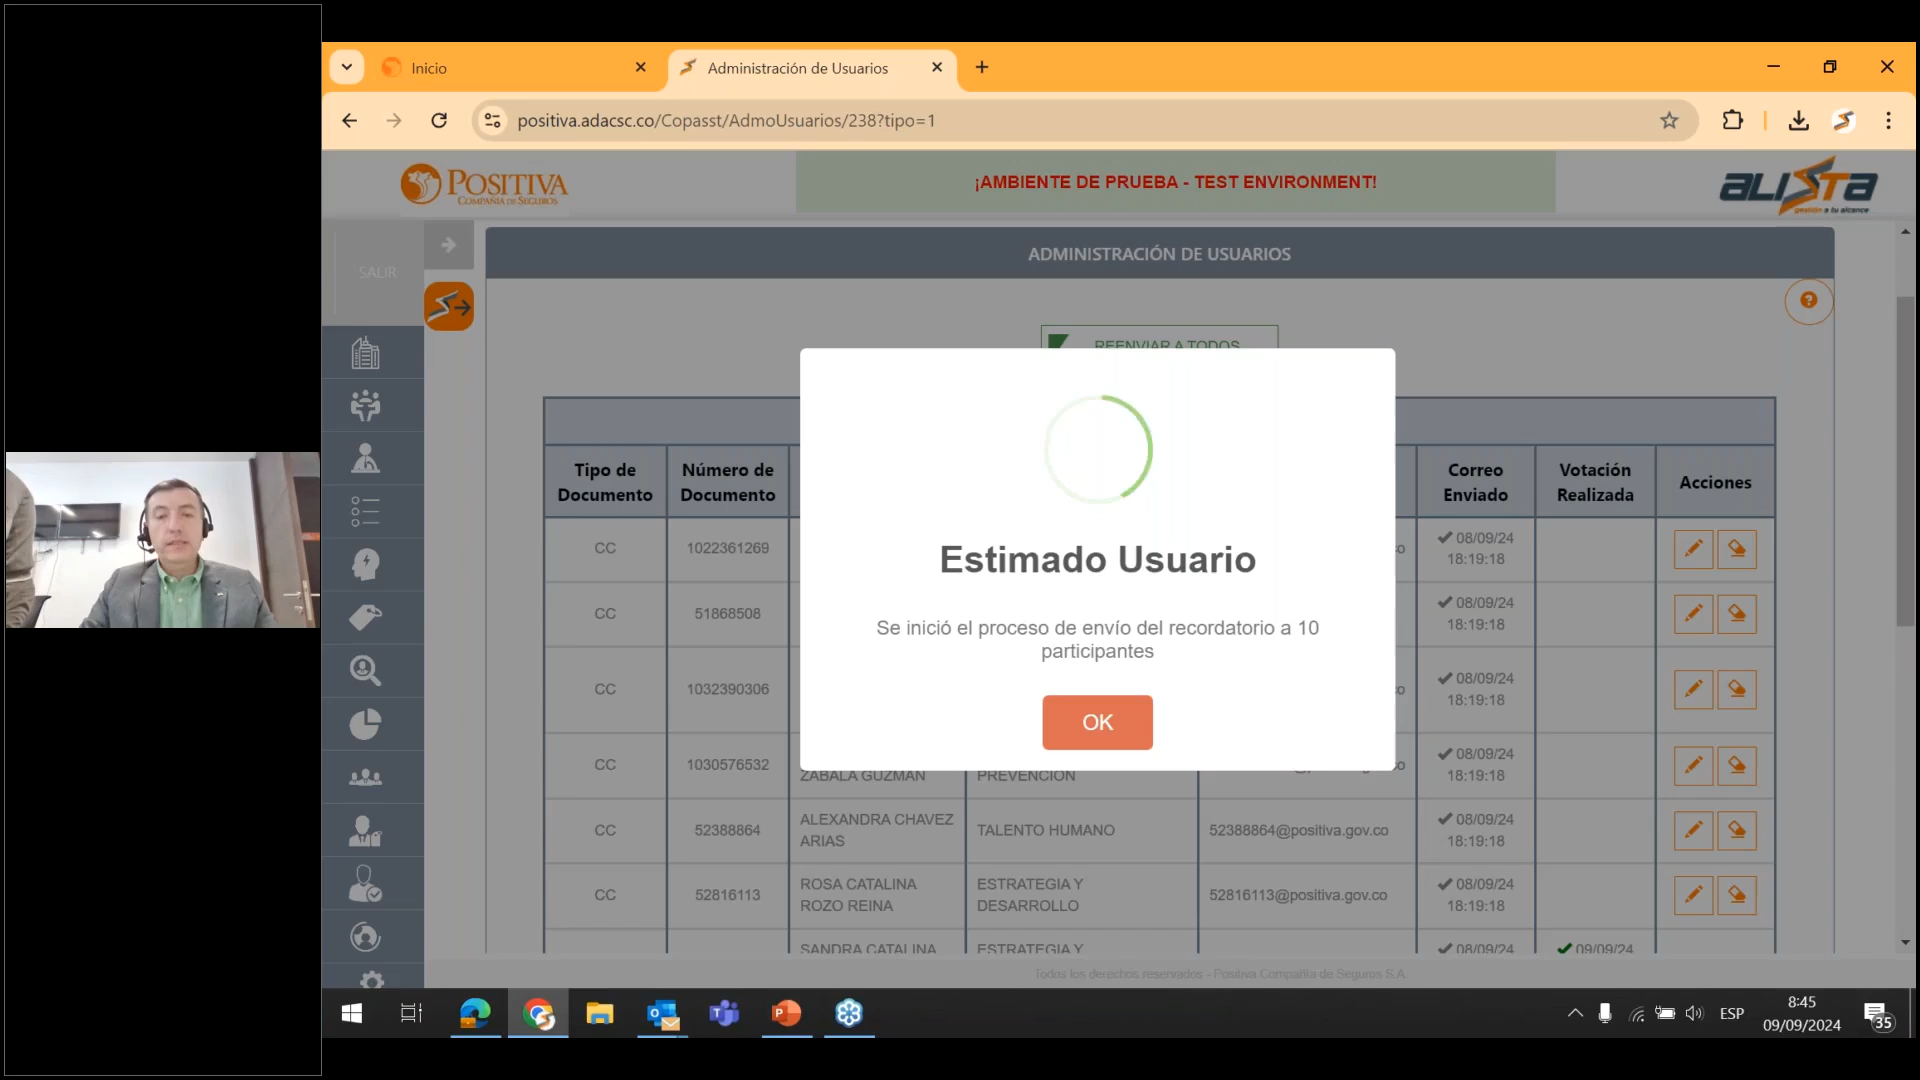 Inicio
Administración de Usuarios
positiva.adacsc.co/Copasst/AdmoUsuarios/238?tipo=1
POSITIVA
COMPAÑIA DE SEGUROS
¡AMBIENTE DE PRUEBA - TEST ENVIRONMENT!
ALISTA
gestión a tu alcance
SALIR
ADMINISTRACIÓN DE USUARIOS
REENVIAR A TODOS
Estimado Usuario
Se inició el proceso de envío del recordatorio a 10
participantes
OK
Tipo de Documento
Número de Documento
Correo Enviado
Votación Realizada
Acciones
CC 1022361269 08/09/24
18:19:18
CC 51868508 08/09/24
18:19:18
CC 1032390306 08/09/24
18:19:18
CC 1030576532 ZABALA GUZMAN PREVENCION 08/09/24
18:19:18
CC 52388864 ALEXANDRA CHAVEZ ARIAS TALENTO HUMANO 52388864@positiva.gov.co 08/09/24
18:19:18
CC 52816113 ROSA CATALINA ROZO REINA ESTRATEGIA Y DESARROLLO 52816113@positiva.gov.co 08/09/24
18:19:18
SANDRA CATALINA ESTRATEGIA Y 08/09/24 09/09/24
Todos los derechos reservados - Positiva Compañía de Seguros S.A.
ESP
8:45
09/09/2024
35